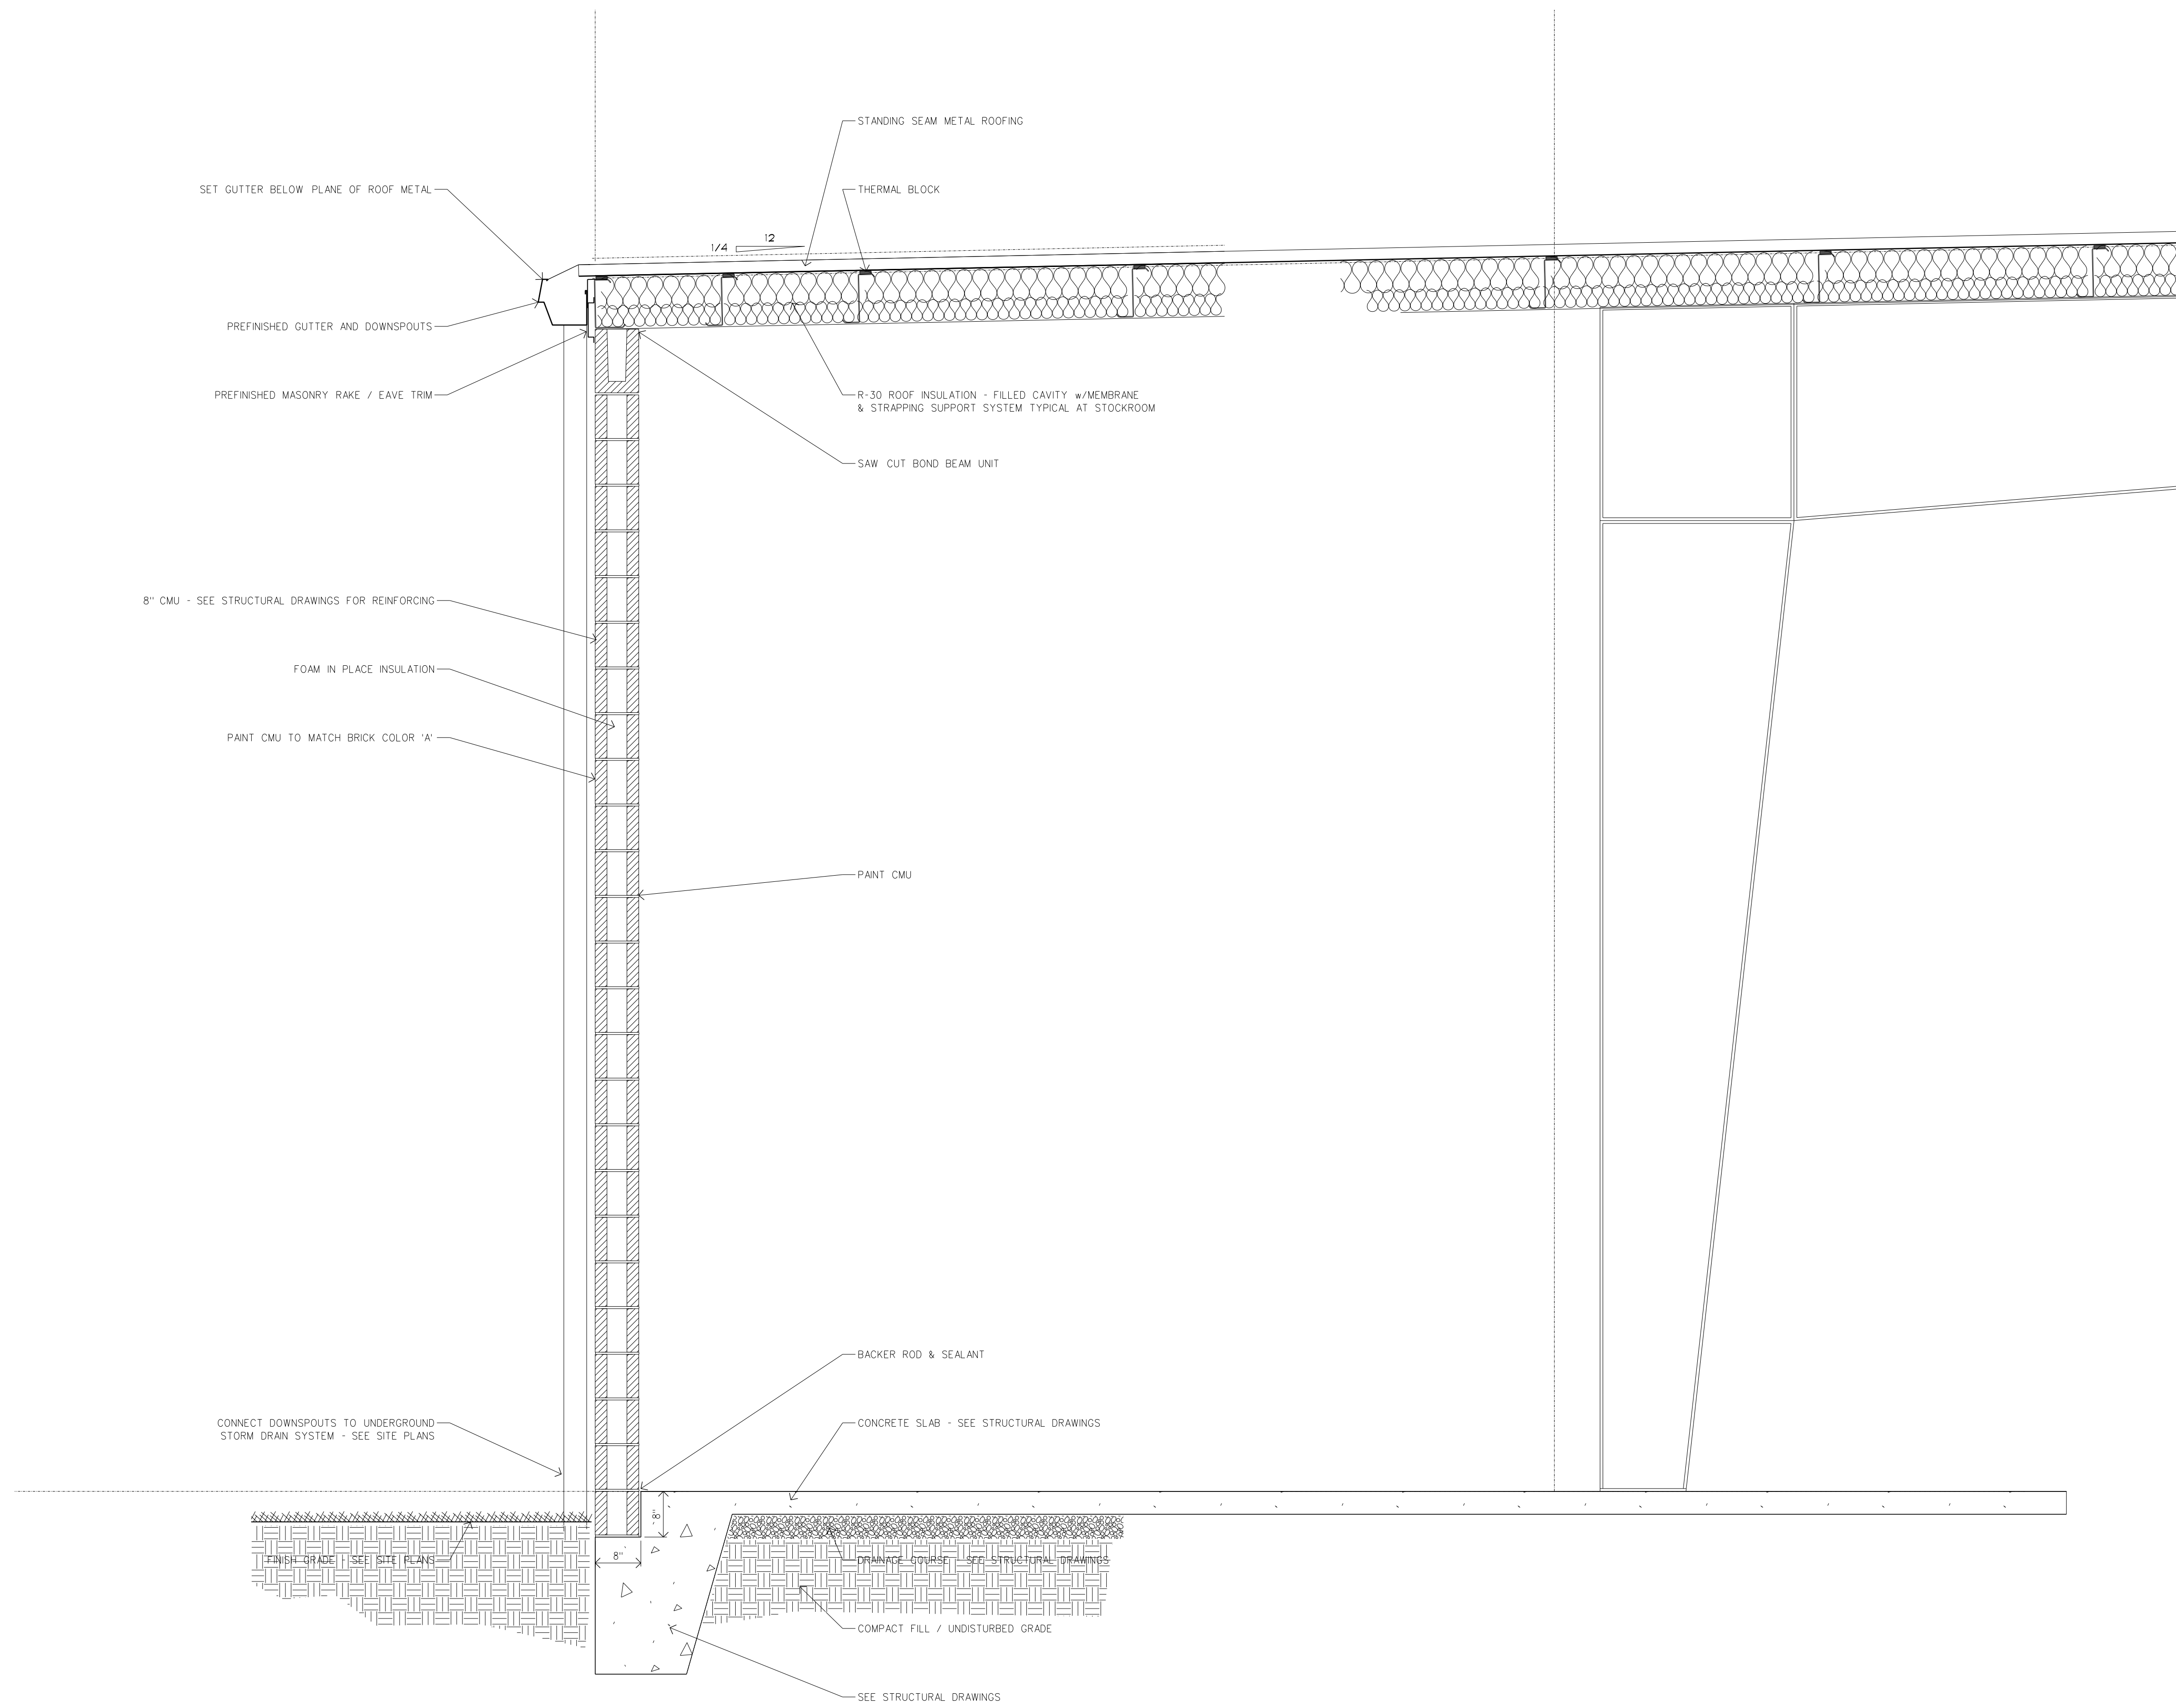 STANDING SEAM METAL ROOFING
SET GUTTER BELOW PLANE OF ROOF METAL
THERMAL BLOCK
12
1/4
PREFINISHED GUTTER AND DOWNSPOUTS
PREFINISHED MASONRY RAKE / EAVE TRIM
R-30 ROOF INSULATION - FILLED CAVITY w/MEMBRANE
& STRAPPING SUPPORT SYSTEM TYPICAL AT STOCKROOM
SAW CUT BOND BEAM UNIT
8" CMU - SEE STRUCTURAL DRAWINGS FOR REINFORCING
FOAM IN PLACE INSULATION
PAINT CMU TO MATCH BRICK COLOR 'A'
PAINT CMU
BACKER ROD & SEALANT
CONNECT DOWNSPOUTS TO UNDERGROUND
STORM DRAIN SYSTEM - SEE SITE PLANS
CONCRETE SLAB - SEE STRUCTURAL DRAWINGS
8"
8"
FINISH GRADE - SEE SITE PLANS
DRAINAGE COURSE - SEE STRUCTURAL DRAWINGS
COMPACT FILL / UNDISTURBED GRADE
SEE STRUCTURAL DRAWINGS